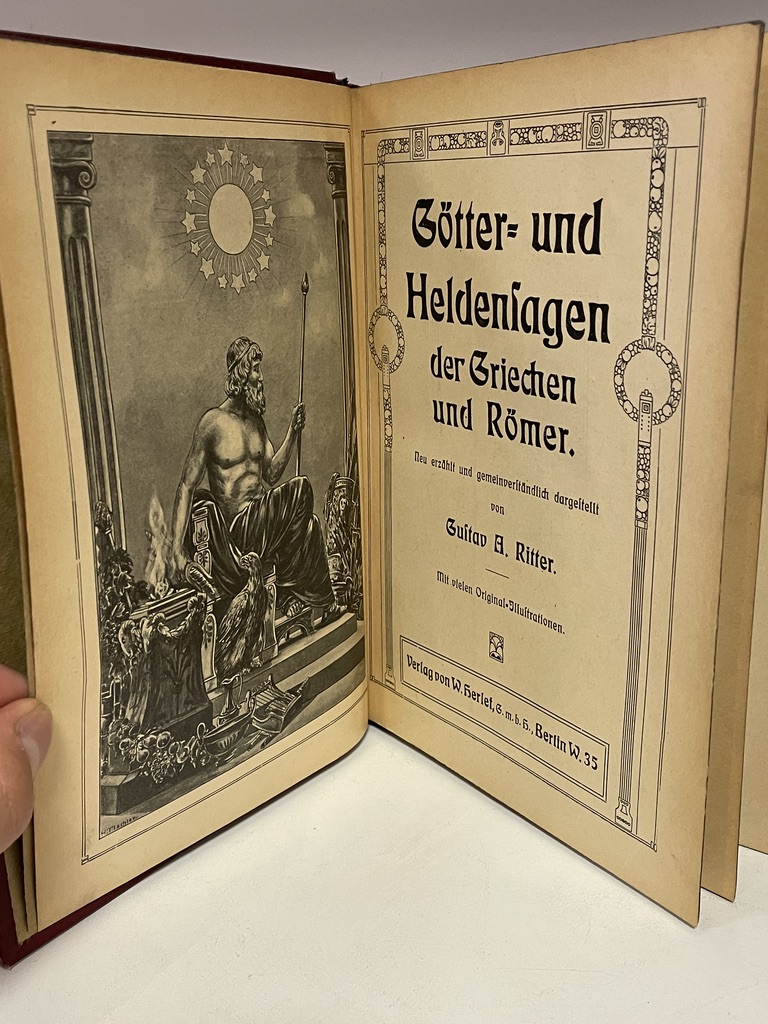 Götter- und
Heldenſagen
der Griechen
und Römer.
Neu erzählt und gemeinverſtändlich dargeſtellt
von
Guſtav A. Ritter.
Mit vielen Original-Illuſtrationen.
Verlag von W. Herlet, G. m. b. H., Berlin W. 35